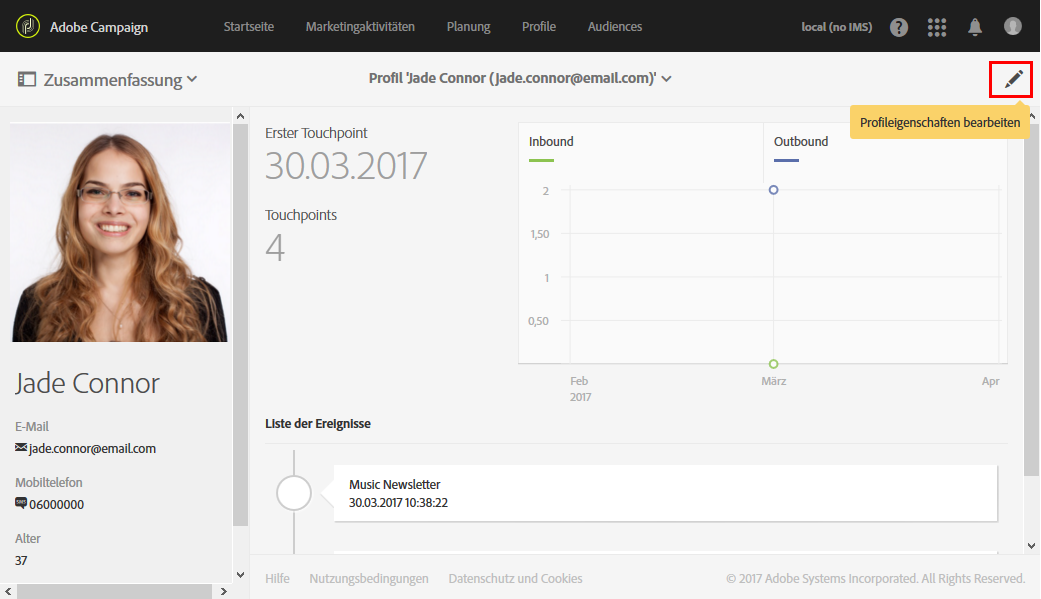 Adobe Campaign
Startseite
Marketingaktivitäten
Planung
Profile
Audiences
local (no IMS)
?
Zusammenfassung
Profil 'Jade Connor (jade.connor@email.com)'
Profileigenschaften bearbeiten
Jade Connor
E-Mail
jade.connor@email.com
Mobiltelefon
SMS 06000000
Alter
37
Erster Touchpoint
30.03.2017
Touchpoints
4
Inbound
Outbound
2
1,50
1
0,50
Feb
2017
März
Apr
Liste der Ereignisse
Music Newsletter
30.03.2017 10:38:22
Hilfe
Nutzungsbedingungen
Datenschutz und Cookies
© 2017 Adobe Systems Incorporated. All Rights Reserved.